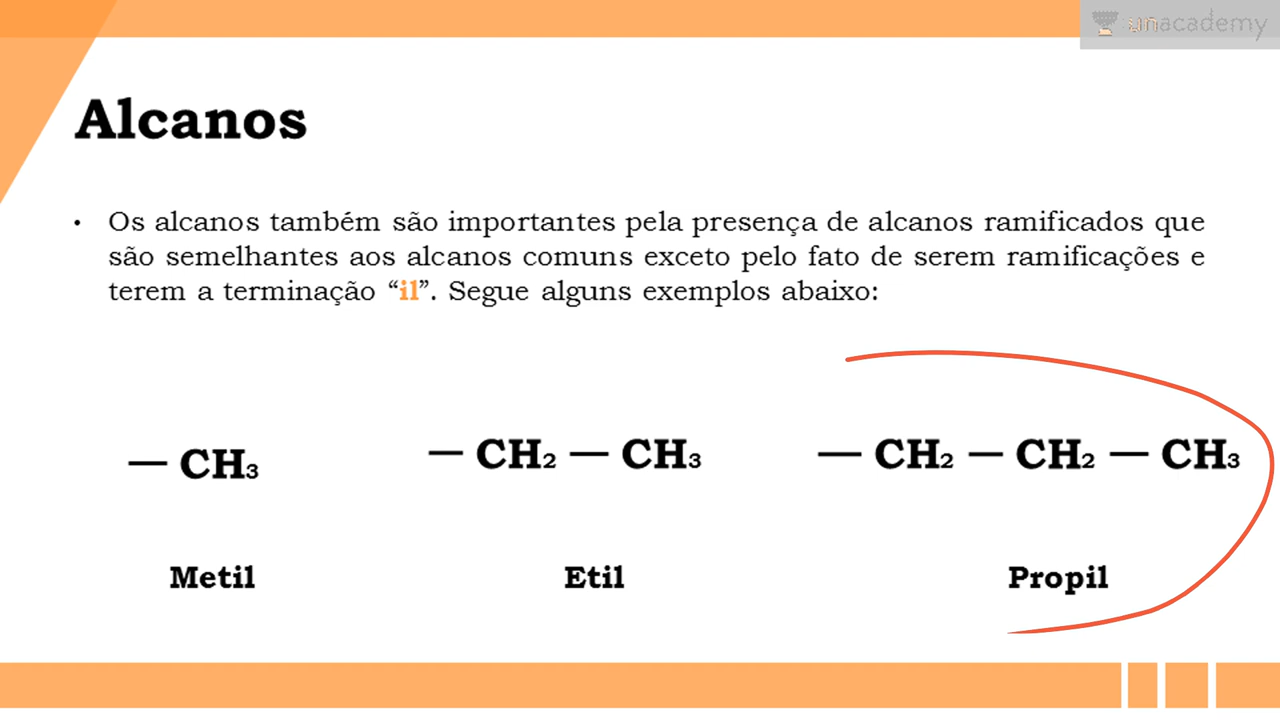 unacademy
Alcanos
• Os alcanos também são importantes pela presença de alcanos ramificados que
são semelhantes aos alcanos comuns exceto pelo fato de serem ramificações e
terem a terminação “il”. Segue alguns exemplos abaixo:
— CH₃ — CH₂ — CH₃ — CH₂ — CH₂ — CH₃
Metil Etil Propil